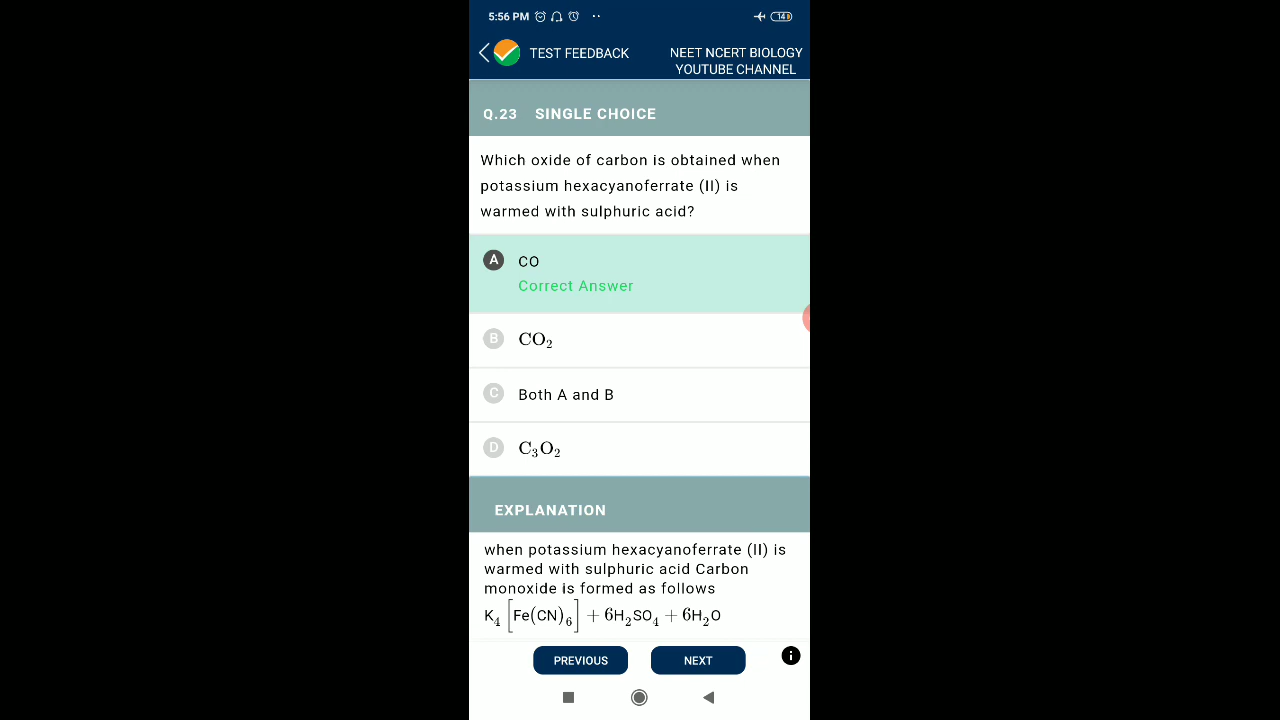 5:56 PM
14
TEST FEEDBACK
NEET NCERT BIOLOGY
YOUTUBE CHANNEL
Q.23 SINGLE CHOICE
Which oxide of carbon is obtained when
potassium hexacyanoferrate (II) is
warmed with sulphuric acid?
A CO
Correct Answer
B CO₂
C Both A and B
D C₃O₂
EXPLANATION
when potassium hexacyanoferrate (II) is
warmed with sulphuric acid Carbon
monoxide is formed as follows
K₄[Fe(CN)₆] + 6H₂SO₄ + 6H₂O
PREVIOUS
NEXT